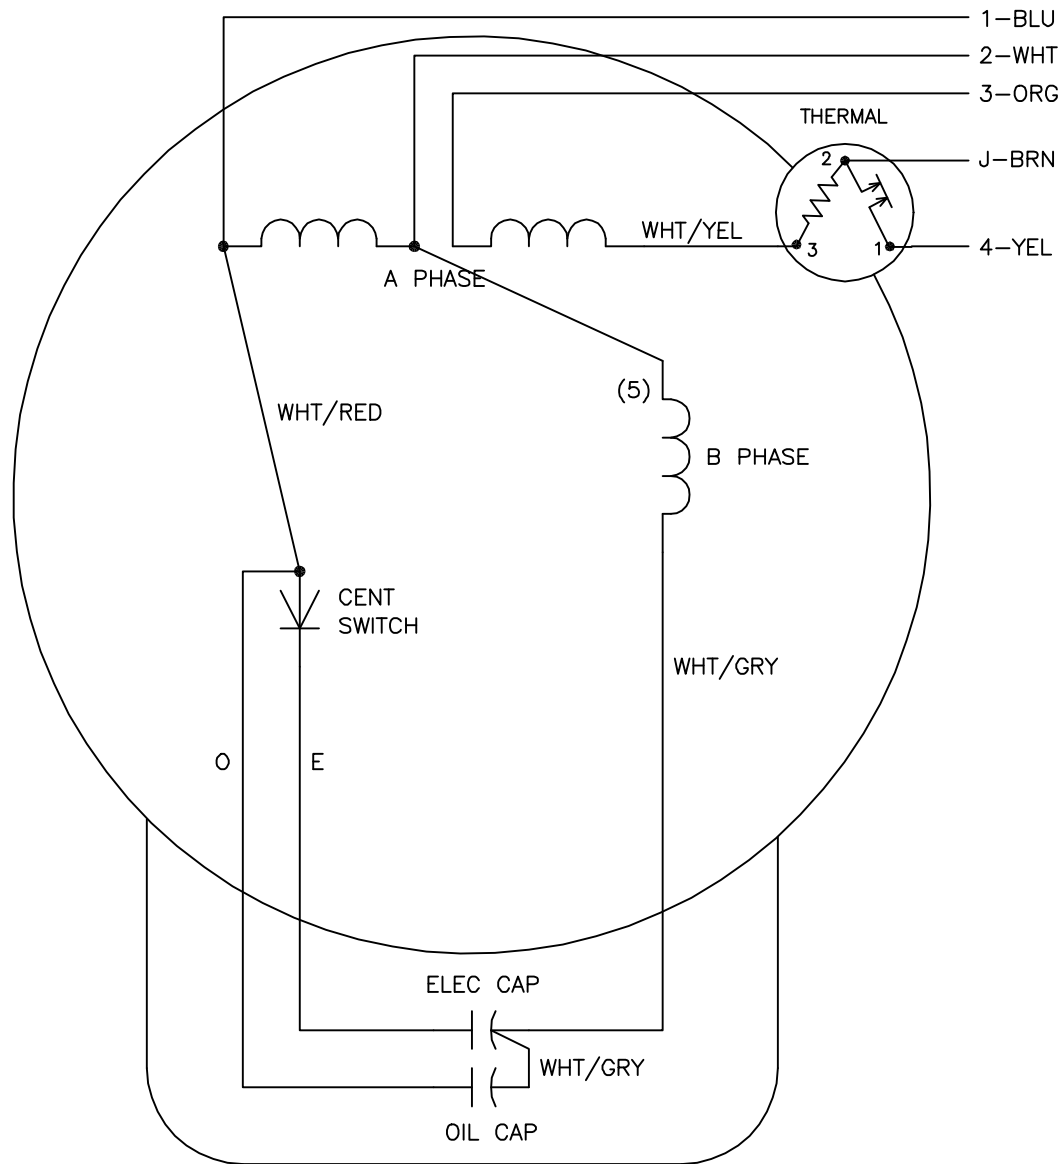 1-BLU
2-WHT
3-ORG
THERMAL
2
J-BRN
WHT/YEL
3
1
4-YEL
A PHASE
(5)
WHT/RED
B PHASE
CENT
SWITCH
WHT/GRY
O
E
ELEC CAP
WHT/GRY
OIL CAP